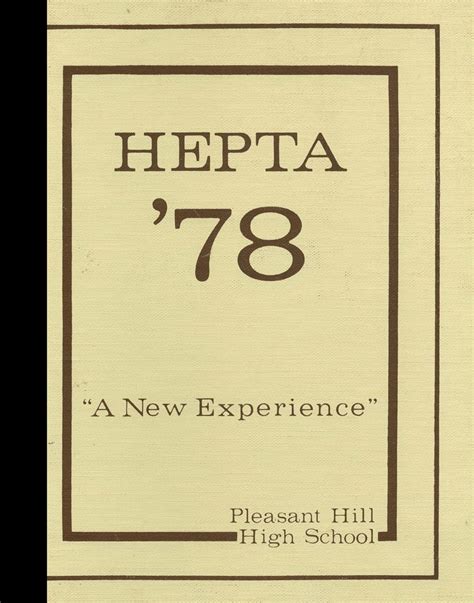 HEPTA
’78
“A New Experience”
Pleasant Hill
High School